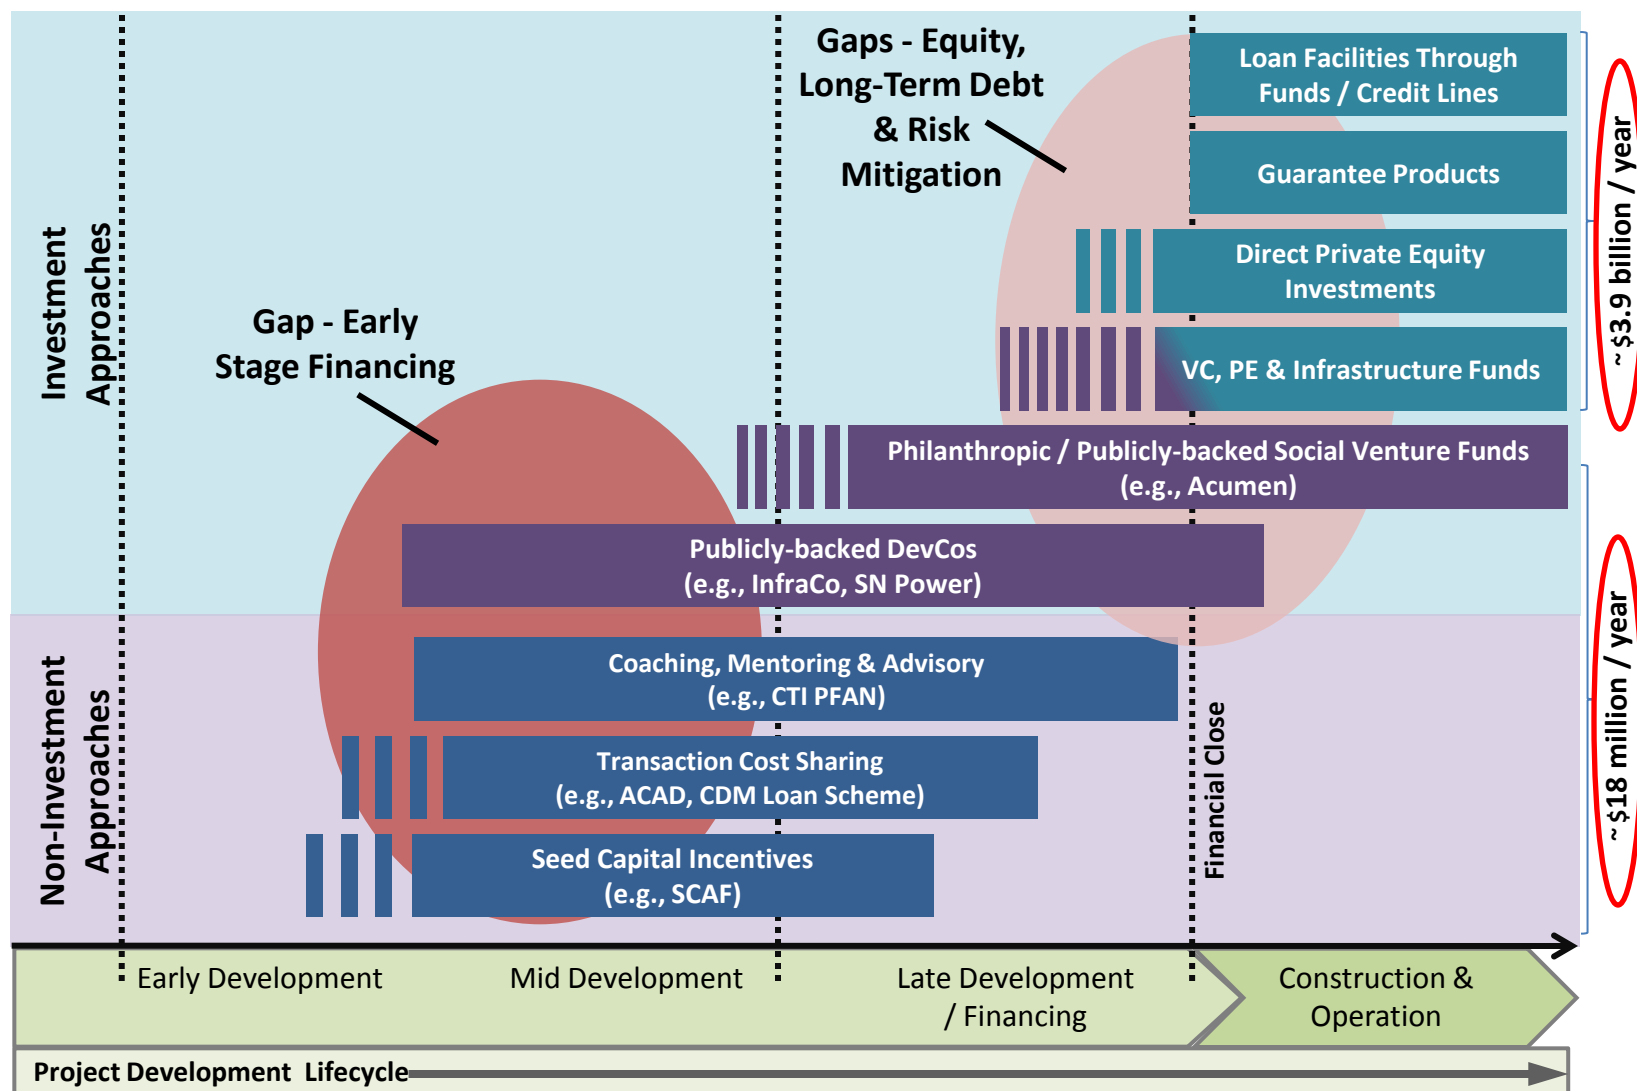 Gaps - Equity,
Long-Term Debt
& Risk
Mitigation
Loan Facilities Through
Funds / Credit Lines
Guarantee Products
Direct Private Equity
Investments
VC, PE & Infrastructure Funds
~ $3.9 billion / year
Investment
Approaches
Gap - Early
Stage Financing
Philanthropic / Publicly-backed Social Venture Funds
(e.g., Acumen)
Publicly-backed DevCos
(e.g., InfraCo, SN Power)
Non-Investment
Approaches
Coaching, Mentoring & Advisory
(e.g., CTI PFAN)
Transaction Cost Sharing
(e.g., ACAD, CDM Loan Scheme)
Seed Capital Incentives
(e.g., SCAF)
Financial Close
~ $18 million / year
Early Development
Mid Development
Late Development
/ Financing
Construction &
Operation
Project Development Lifecycle